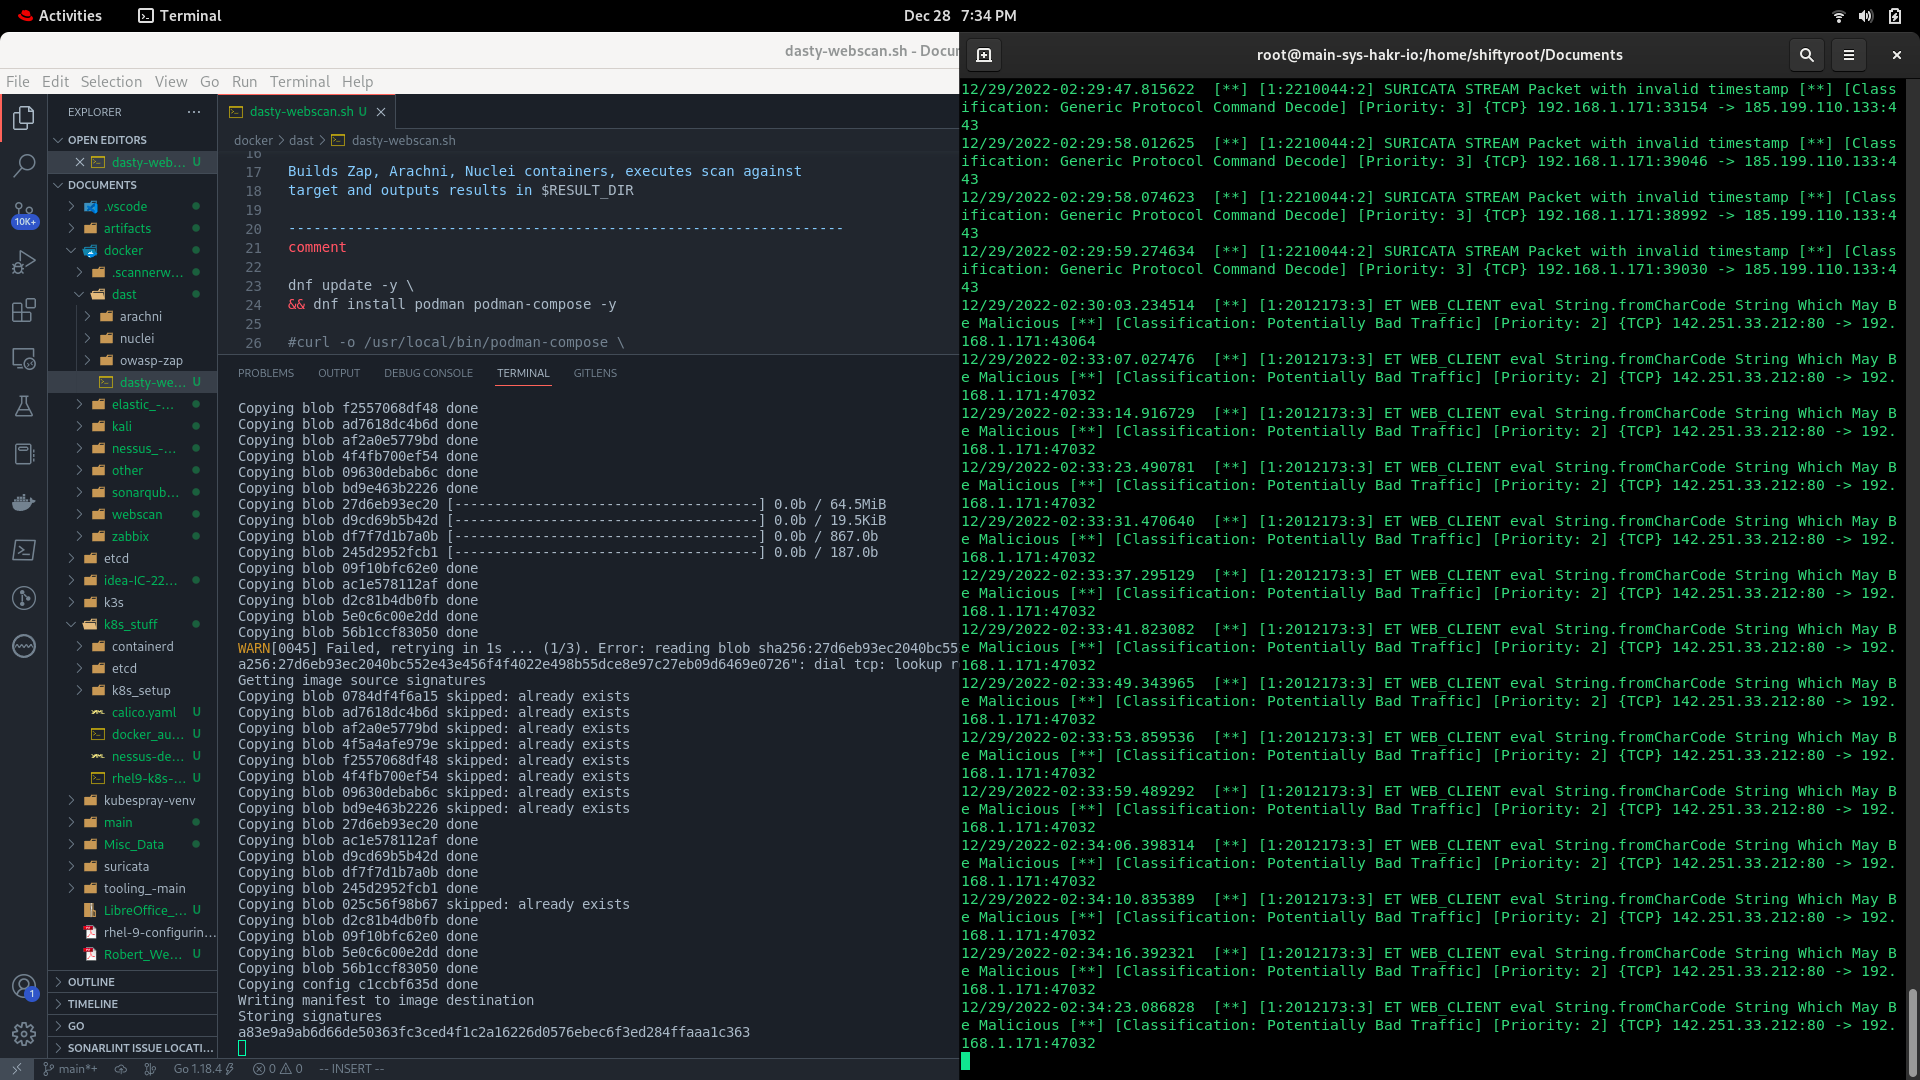 Activities
Terminal
Dec 28 7:34 PM
dasty-webscan.sh - Docu
File Edit Selection View Go Run Terminal Help
EXPLORER
OPEN EDITORS
dasty-web... U
DOCUMENTS
.vscode
artifacts
10K+
docker
.scannerw...
dast
arachni
nuclei
owasp-zap
dasty-we... U
elastic_-...
kali
nessus_-...
other
sonarqub...
webscan
zabbix
etcd
idea-IC-22...
k3s
k8s_stuff
containerd
etcd
k8s_setup
calico.yaml U
docker_au... U
nessus-de... U
rhel9-k8s-... U
kubespray-venv
main
Misc_Data
suricata
tooling_-main
LibreOffice_... U
rhel-9-configurin...
Robert_We... U
1
OUTLINE
TIMELINE
GO
SONARLINT ISSUE LOCATI...
dasty-webscan.sh U
docker > dast > dasty-webscan.sh
16
17 Builds Zap, Arachni, Nuclei containers, executes scan against
18 target and outputs results in $RESULT_DIR
19
20 ------------------------------------------------------------------
21 comment
22
23 dnf update -y \
24 && dnf install podman podman-compose -y
25
26 #curl -o /usr/local/bin/podman-compose \
PROBLEMS OUTPUT DEBUG CONSOLE TERMINAL GITLENS
Copying blob f2557068df48 done
Copying blob ad7618dc4b6d done
Copying blob af2a0e5779bd done
Copying blob 4f4fb700ef54 done
Copying blob 09630debab6c done
Copying blob bd9e463b2226 done
Copying blob 27d6eb93ec20 [--------------------------------------] 0.0b / 64.5MiB
Copying blob d9cd69b5b42d [--------------------------------------] 0.0b / 19.5KiB
Copying blob df7f7d1b7a0b [--------------------------------------] 0.0b / 867.0b
Copying blob 245d2952fcb1 [--------------------------------------] 0.0b / 187.0b
Copying blob 09f10bfc62e0 done
Copying blob ac1e578112af done
Copying blob d2c81b4db0fb done
Copying blob 5e0c6c00e2dd done
Copying blob 56b1ccf83050 done
WARN[0045] Failed, retrying in 1s ... (1/3). Error: reading blob sha256:27d6eb93ec2040bc55
a256:27d6eb93ec2040bc552e43e456f4f4022e498b55dce8e97c27eb09d6469e0726": dial tcp: lookup r
Getting image source signatures
Copying blob 0784df4f6a15 skipped: already exists
Copying blob ad7618dc4b6d skipped: already exists
Copying blob af2a0e5779bd skipped: already exists
Copying blob 4f5a4afe979e skipped: already exists
Copying blob f2557068df48 skipped: already exists
Copying blob 4f4fb700ef54 skipped: already exists
Copying blob 09630debab6c skipped: already exists
Copying blob bd9e463b2226 skipped: already exists
Copying blob 27d6eb93ec20 done
Copying blob ac1e578112af done
Copying blob d9cd69b5b42d done
Copying blob df7f7d1b7a0b done
Copying blob 245d2952fcb1 done
Copying blob 025c56f98b67 skipped: already exists
Copying blob d2c81b4db0fb done
Copying blob 09f10bfc62e0 done
Copying blob 5e0c6c00e2dd done
Copying blob 56b1ccf83050 done
Copying config c1ccbf635d done
Writing manifest to image destination
Storing signatures
a83e9a9ab6d66de50363fc3ced4f1c2a16226d0576ebec6f3ed284ffaaa1c363
main*+ Go 1.18.4 0 0 -- INSERT --
root@main-sys-hakr-io:/home/shiftyroot/Documents
12/29/2022-02:29:47.815622 [**] [1:2210044:2] SURICATA STREAM Packet with invalid timestamp [**] [Class
ification: Generic Protocol Command Decode] [Priority: 3] {TCP} 192.168.1.171:33154 -> 185.199.110.133:4
43
12/29/2022-02:29:58.012625 [**] [1:2210044:2] SURICATA STREAM Packet with invalid timestamp [**] [Class
ification: Generic Protocol Command Decode] [Priority: 3] {TCP} 192.168.1.171:39046 -> 185.199.110.133:4
43
12/29/2022-02:29:58.074623 [**] [1:2210044:2] SURICATA STREAM Packet with invalid timestamp [**] [Class
ification: Generic Protocol Command Decode] [Priority: 3] {TCP} 192.168.1.171:38992 -> 185.199.110.133:4
43
12/29/2022-02:29:59.274634 [**] [1:2210044:2] SURICATA STREAM Packet with invalid timestamp [**] [Class
ification: Generic Protocol Command Decode] [Priority: 3] {TCP} 192.168.1.171:39030 -> 185.199.110.133:4
43
12/29/2022-02:30:03.234514 [**] [1:2012173:3] ET WEB_CLIENT eval String.fromCharCode String Which May B
e Malicious [**] [Classification: Potentially Bad Traffic] [Priority: 2] {TCP} 142.251.33.212:80 -> 192.
168.1.171:43064
12/29/2022-02:33:07.027476 [**] [1:2012173:3] ET WEB_CLIENT eval String.fromCharCode String Which May B
e Malicious [**] [Classification: Potentially Bad Traffic] [Priority: 2] {TCP} 142.251.33.212:80 -> 192.
168.1.171:47032
12/29/2022-02:33:14.916729 [**] [1:2012173:3] ET WEB_CLIENT eval String.fromCharCode String Which May B
e Malicious [**] [Classification: Potentially Bad Traffic] [Priority: 2] {TCP} 142.251.33.212:80 -> 192.
168.1.171:47032
12/29/2022-02:33:23.490781 [**] [1:2012173:3] ET WEB_CLIENT eval String.fromCharCode String Which May B
e Malicious [**] [Classification: Potentially Bad Traffic] [Priority: 2] {TCP} 142.251.33.212:80 -> 192.
168.1.171:47032
12/29/2022-02:33:31.470640 [**] [1:2012173:3] ET WEB_CLIENT eval String.fromCharCode String Which May B
e Malicious [**] [Classification: Potentially Bad Traffic] [Priority: 2] {TCP} 142.251.33.212:80 -> 192.
168.1.171:47032
12/29/2022-02:33:37.295129 [**] [1:2012173:3] ET WEB_CLIENT eval String.fromCharCode String Which May B
e Malicious [**] [Classification: Potentially Bad Traffic] [Priority: 2] {TCP} 142.251.33.212:80 -> 192.
168.1.171:47032
12/29/2022-02:33:41.823082 [**] [1:2012173:3] ET WEB_CLIENT eval String.fromCharCode String Which May B
e Malicious [**] [Classification: Potentially Bad Traffic] [Priority: 2] {TCP} 142.251.33.212:80 -> 192.
168.1.171:47032
12/29/2022-02:33:49.343965 [**] [1:2012173:3] ET WEB_CLIENT eval String.fromCharCode String Which May B
e Malicious [**] [Classification: Potentially Bad Traffic] [Priority: 2] {TCP} 142.251.33.212:80 -> 192.
168.1.171:47032
12/29/2022-02:33:53.859536 [**] [1:2012173:3] ET WEB_CLIENT eval String.fromCharCode String Which May B
e Malicious [**] [Classification: Potentially Bad Traffic] [Priority: 2] {TCP} 142.251.33.212:80 -> 192.
168.1.171:47032
12/29/2022-02:33:59.489292 [**] [1:2012173:3] ET WEB_CLIENT eval String.fromCharCode String Which May B
e Malicious [**] [Classification: Potentially Bad Traffic] [Priority: 2] {TCP} 142.251.33.212:80 -> 192.
168.1.171:47032
12/29/2022-02:34:06.398314 [**] [1:2012173:3] ET WEB_CLIENT eval String.fromCharCode String Which May B
e Malicious [**] [Classification: Potentially Bad Traffic] [Priority: 2] {TCP} 142.251.33.212:80 -> 192.
168.1.171:47032
12/29/2022-02:34:10.835389 [**] [1:2012173:3] ET WEB_CLIENT eval String.fromCharCode String Which May B
e Malicious [**] [Classification: Potentially Bad Traffic] [Priority: 2] {TCP} 142.251.33.212:80 -> 192.
168.1.171:47032
12/29/2022-02:34:16.392321 [**] [1:2012173:3] ET WEB_CLIENT eval String.fromCharCode String Which May B
e Malicious [**] [Classification: Potentially Bad Traffic] [Priority: 2] {TCP} 142.251.33.212:80 -> 192.
168.1.171:47032
12/29/2022-02:34:23.086828 [**] [1:2012173:3] ET WEB_CLIENT eval String.fromCharCode String Which May B
e Malicious [**] [Classification: Potentially Bad Traffic] [Priority: 2] {TCP} 142.251.33.212:80 -> 192.
168.1.171:47032